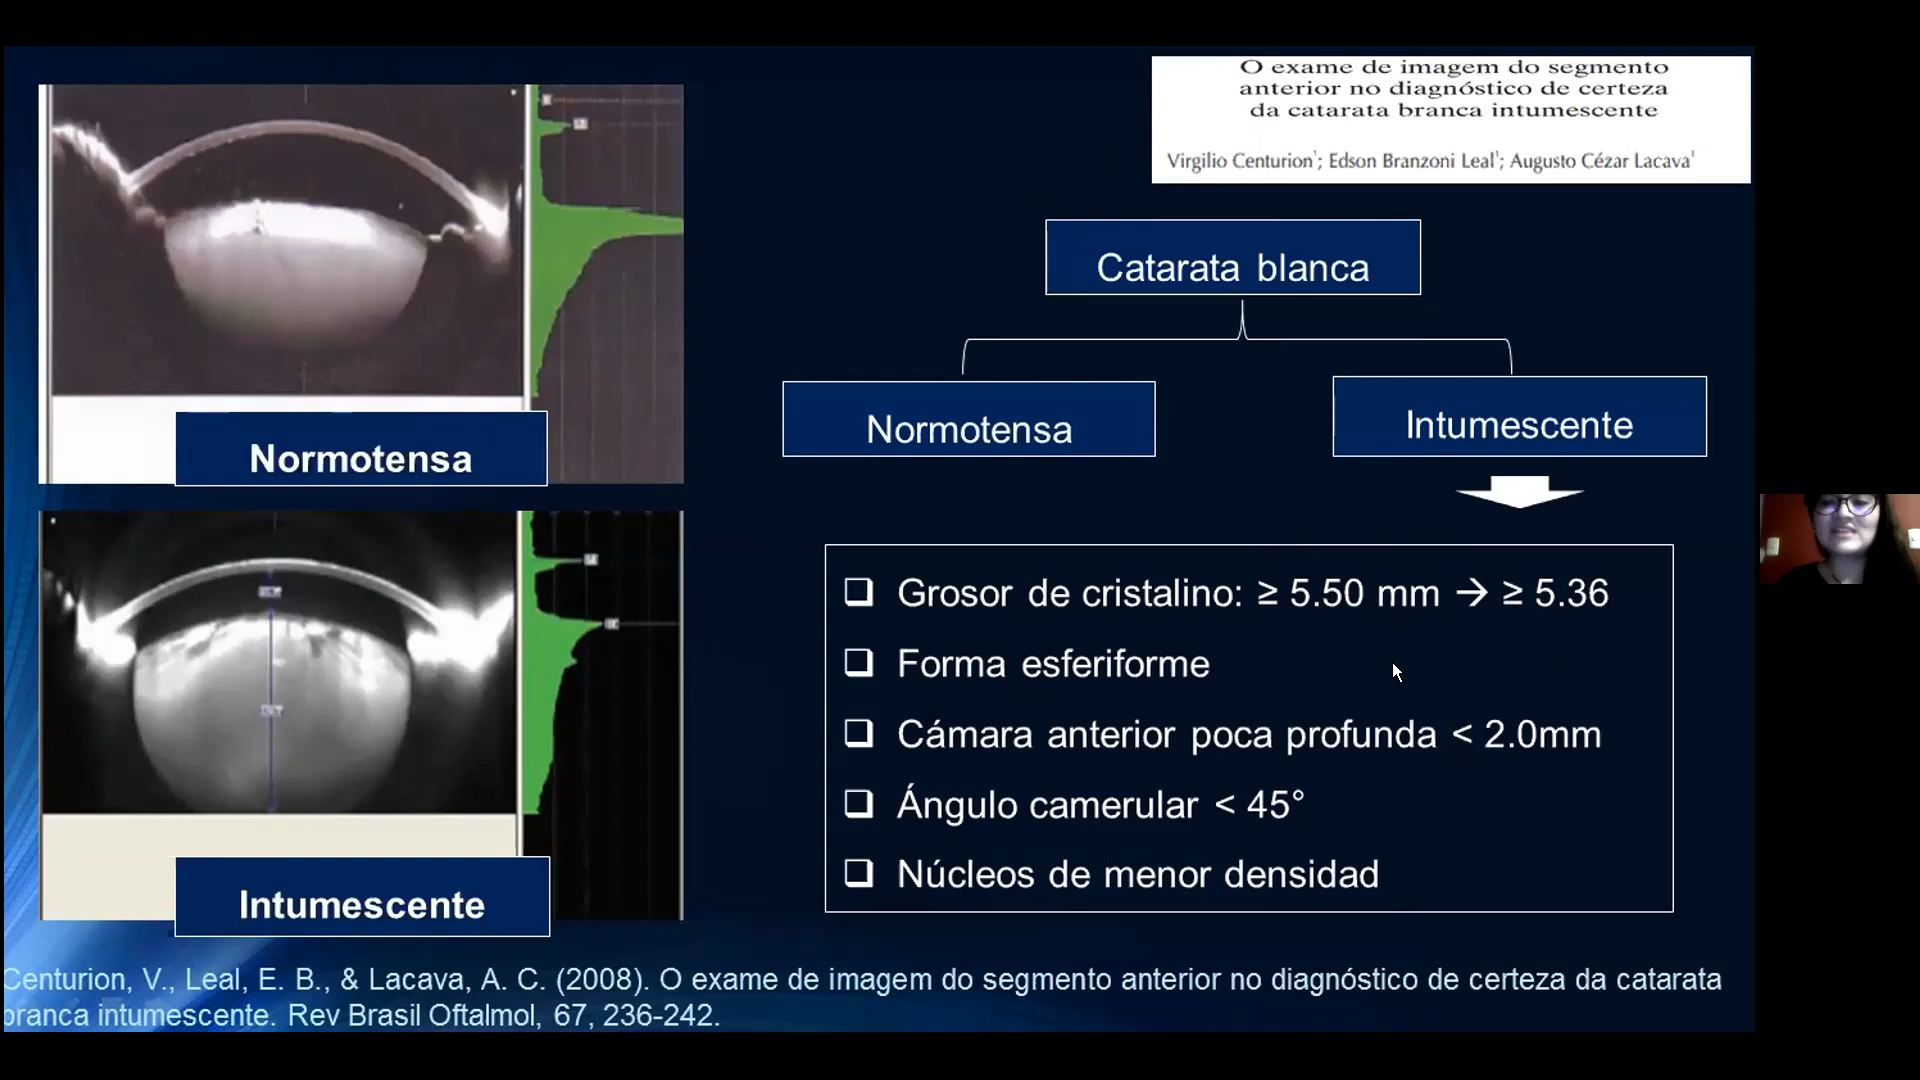 O exame de imagem do segmento
anterior no diagnóstico de certeza
da catarata branca intumescente
Virgilio Centurion¹; Edson Branzoni Leal¹; Augusto Cézar Lacava¹
Catarata blanca
Normotensa
Intumescente
Normotensa
Intumescente
Grosor de cristalino: ≥ 5.50 mm → ≥ 5.36
Forma esferiforme
Cámara anterior poca profunda < 2.0mm
Ángulo camerular < 45°
Núcleos de menor densidad
Centurion, V., Leal, E. B., & Lacava, A. C. (2008). O exame de imagem do segmento anterior no diagnóstico de certeza da catarata
branca intumescente. Rev Brasil Oftalmol, 67, 236-242.